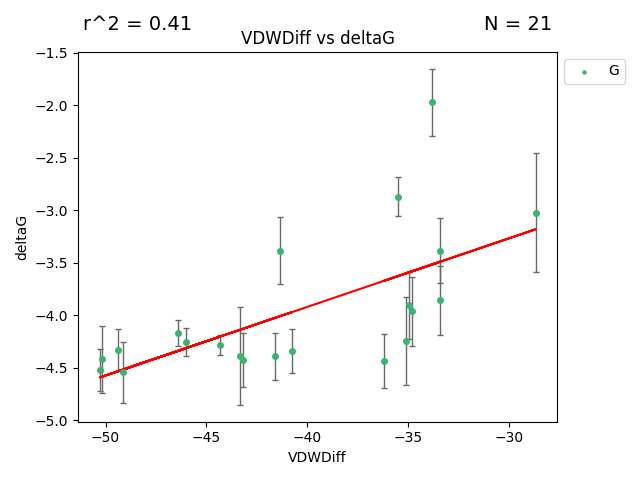 r^2 = 0.41
N = 21
VDWDiff vs deltaG
G
−1.5
−2.0
−2.5
−3.0
−3.5
−4.0
−4.5
−5.0
deltaG
−50
−45
−40
−35
−30
VDWDiff